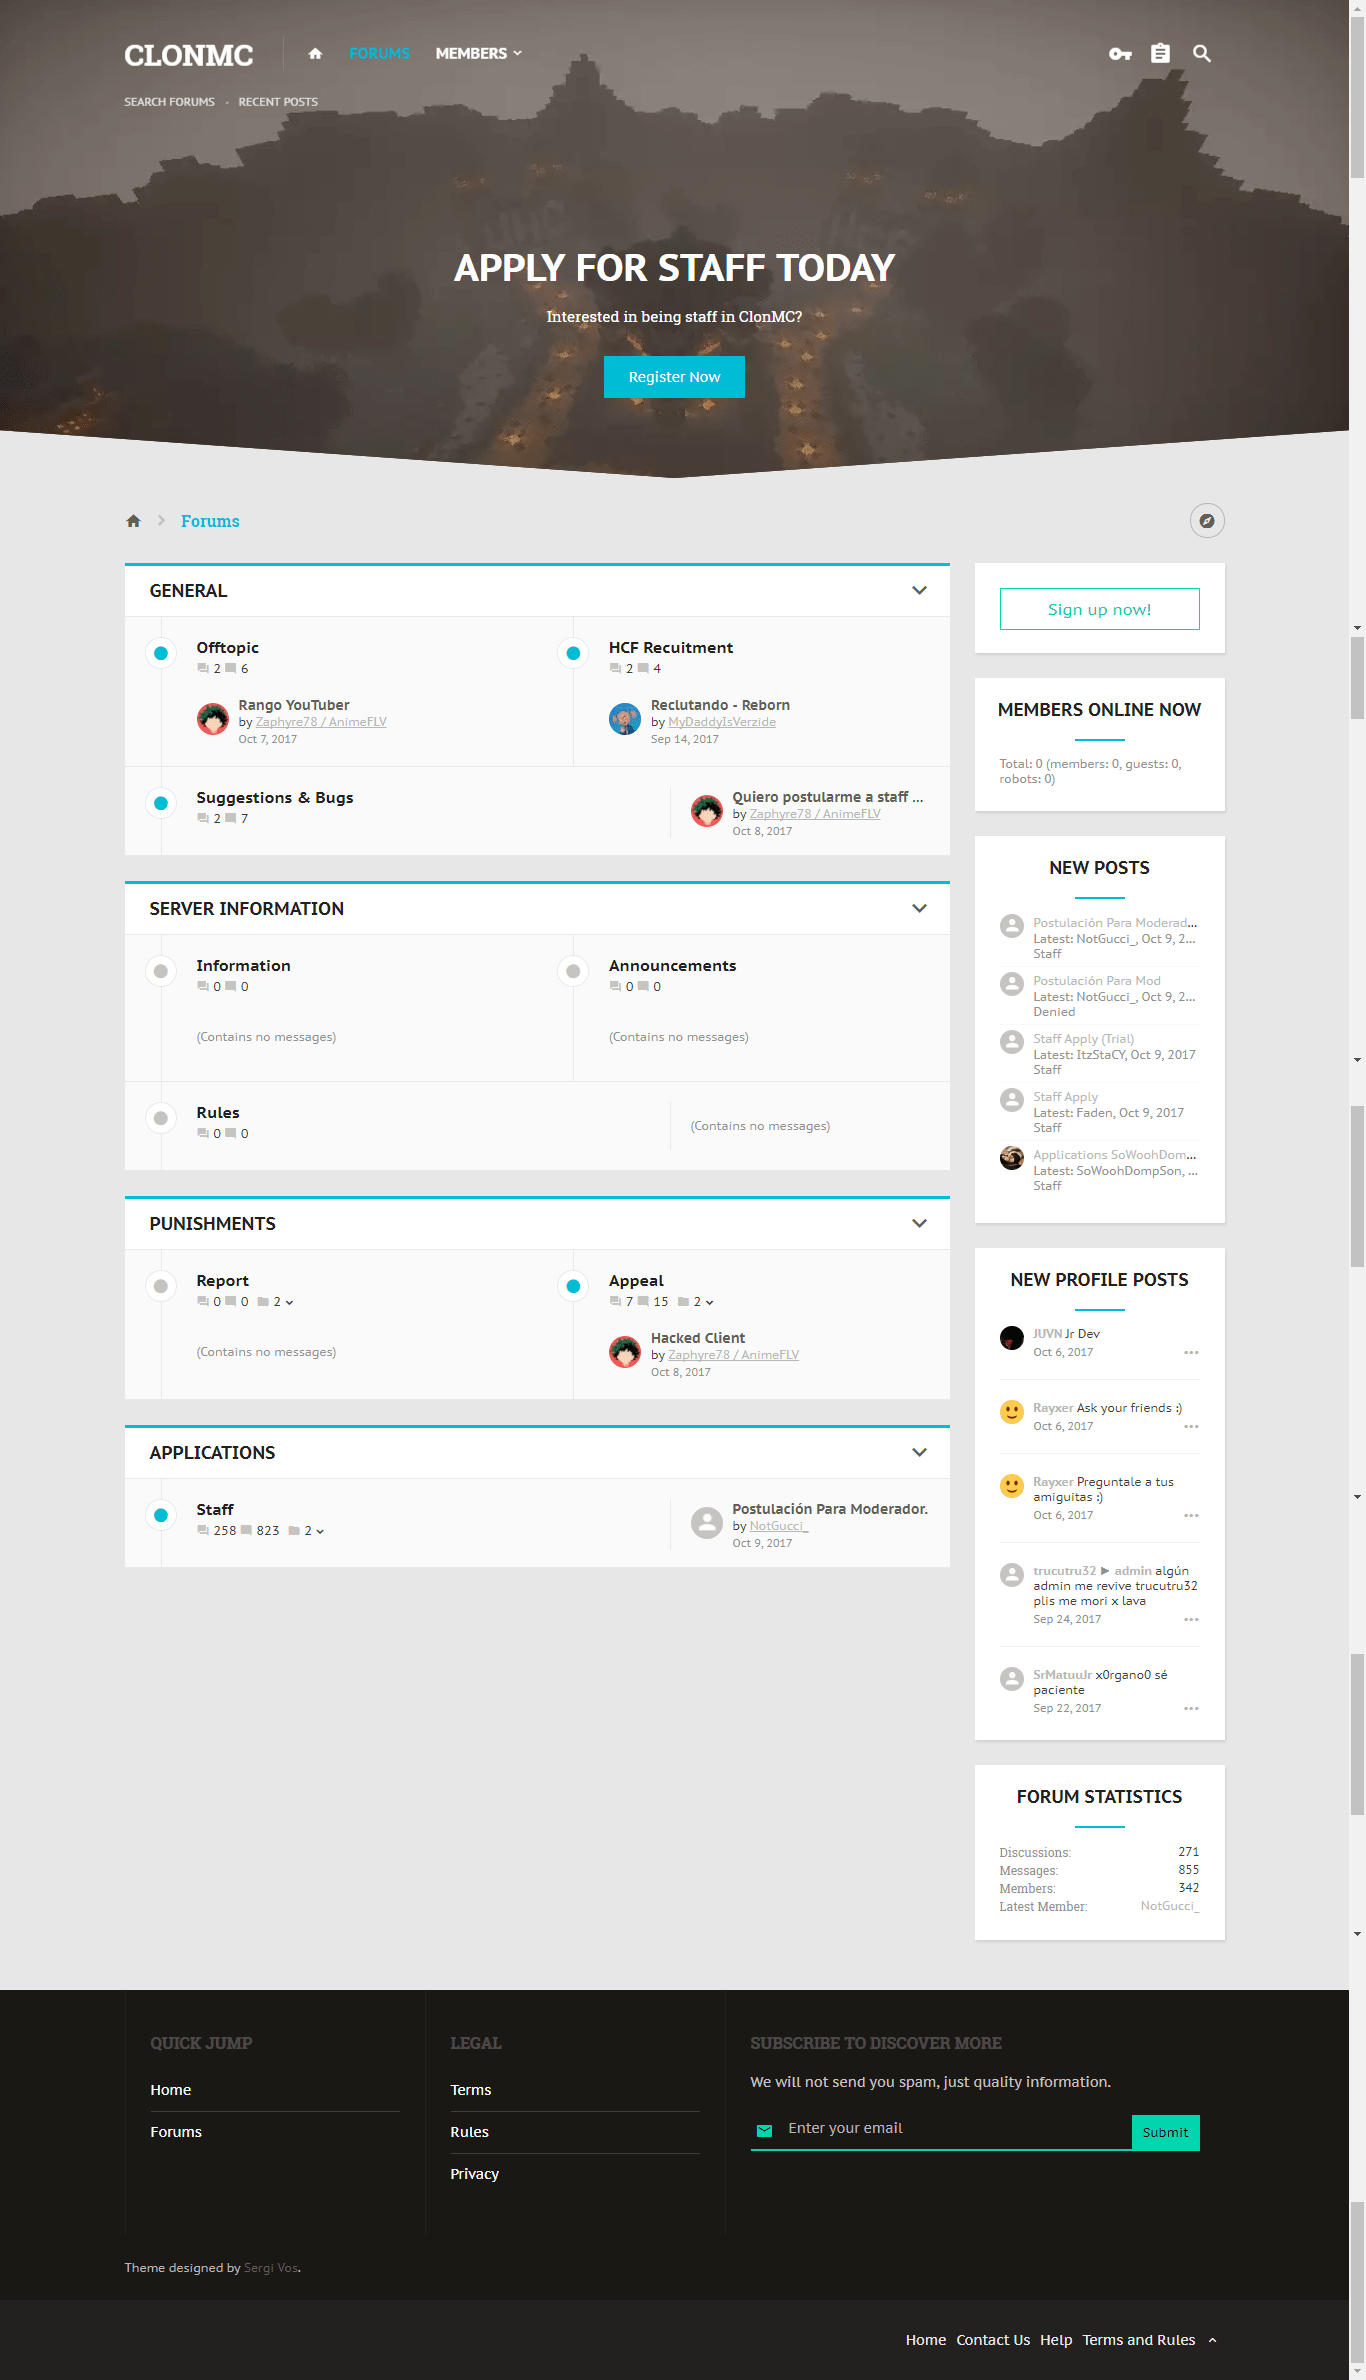 CLONMC
FORUMS
MEMBERS
SEARCH FORUMS
RECENT POSTS
APPLY FOR STAFF TODAY
Interested in being staff in ClonMC?
Register Now
Forums
GENERAL
Offtopic
2 6
Rango YouTuber
by Zaphyre78 / AnimeFLV
Oct 7, 2017
HCF Recuitment
2 4
Reclutando - Reborn
by MyDaddyIsVerzide
Sep 14, 2017
Suggestions & Bugs
2 7
Quiero postularme a staff ...
by Zaphyre78 / AnimeFLV
Oct 8, 2017
SERVER INFORMATION
Information
0 0
(Contains no messages)
Announcements
0 0
(Contains no messages)
Rules
0 0
(Contains no messages)
PUNISHMENTS
Report
0 0 2
(Contains no messages)
Appeal
7 15 2
Hacked Client
by Zaphyre78 / AnimeFLV
Oct 8, 2017
APPLICATIONS
Staff
258 823 2
Postulación Para Moderador.
by NotGucci_
Oct 9, 2017
Sign up now!
MEMBERS ONLINE NOW
Total: 0 (members: 0, guests: 0,
robots: 0)
NEW POSTS
Postulación Para Moderad...
Latest: NotGucci_, Oct 9, 2...
Staff
Postulación Para Mod
Latest: NotGucci_, Oct 9, 2...
Denied
Staff Apply (Trial)
Latest: ItzStaCY, Oct 9, 2017
Staff
Staff Apply
Latest: Faden, Oct 9, 2017
Staff
Applications SoWoohDom...
Latest: SoWoohDompSon, ...
Staff
NEW PROFILE POSTS
JUVN Jr Dev
Oct 6, 2017
Rayxer Ask your friends :)
Oct 6, 2017
Rayxer Preguntale a tus
amiguitas :)
Oct 6, 2017
trucutru32 ► admin algún
admin me revive trucutru32
plis me mori x lava
Sep 24, 2017
SrMatuuJr x0rgano0 sé
paciente
Sep 22, 2017
FORUM STATISTICS
Discussions: 271
Messages: 855
Members: 342
Latest Member: NotGucci_
QUICK JUMP
Home
Forums
LEGAL
Terms
Rules
Privacy
SUBSCRIBE TO DISCOVER MORE
We will not send you spam, just quality information.
Enter your email
Submit
Theme designed by Sergi Vos.
Home Contact Us Help Terms and Rules